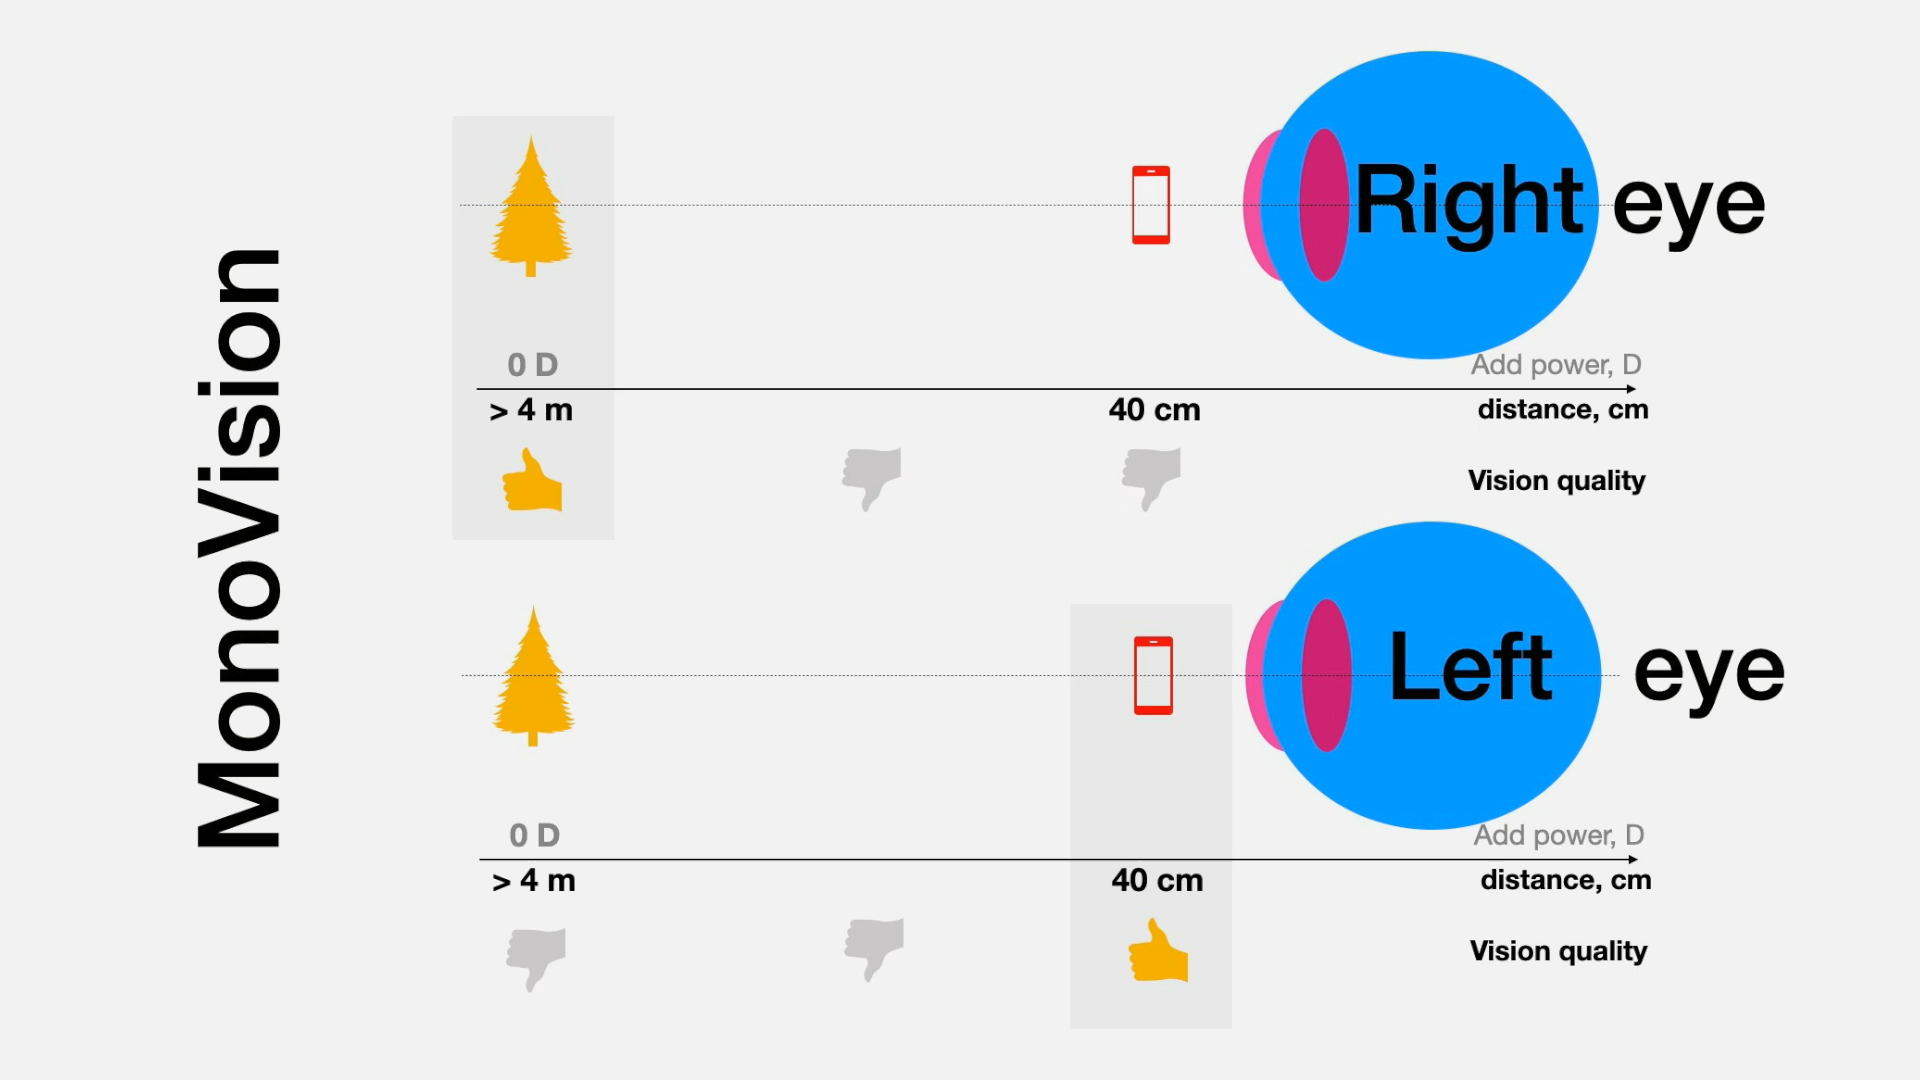 MonoVision
Right eye
0 D
Add power, D
> 4 m
40 cm
distance, cm
Vision quality
Left eye
0 D
Add power, D
> 4 m
40 cm
distance, cm
Vision quality